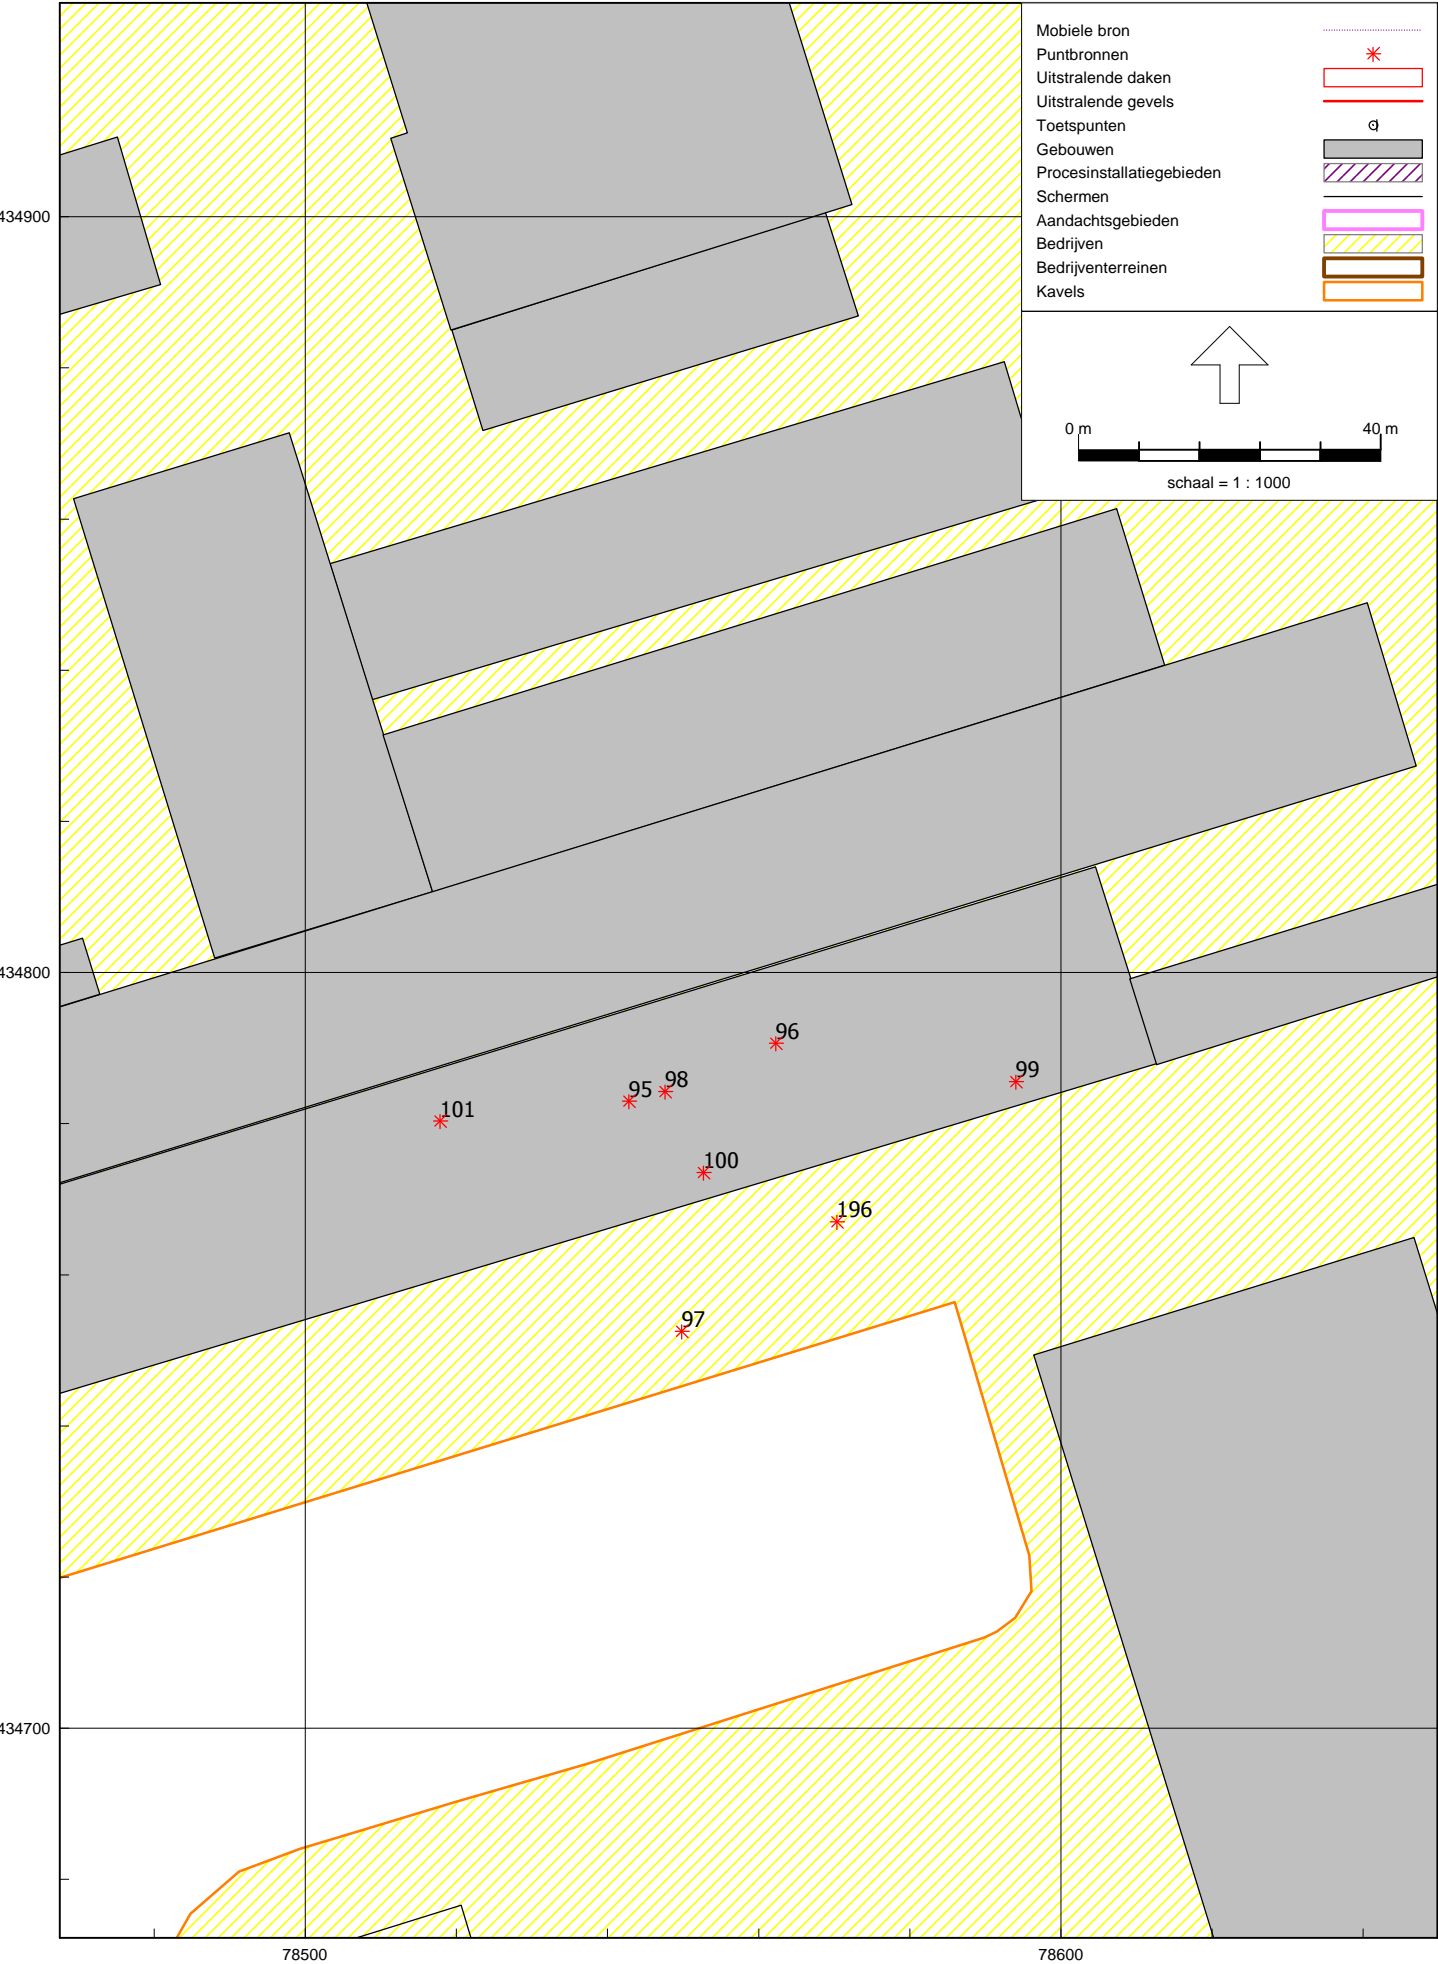 Mobiele bron
Puntbronnen
Uitstralende daken
Uitstralende gevels
Toetspunten
Gebouwen
Procesinstallatiegebieden
Schermen
Aandachtsgebieden
Bedrijven
Bedrijventerreinen
Kavels
434900
0 m 40 m
schaal = 1 : 1000
434800
96
99
98
95
101
100
196
97
434700
78500 78600